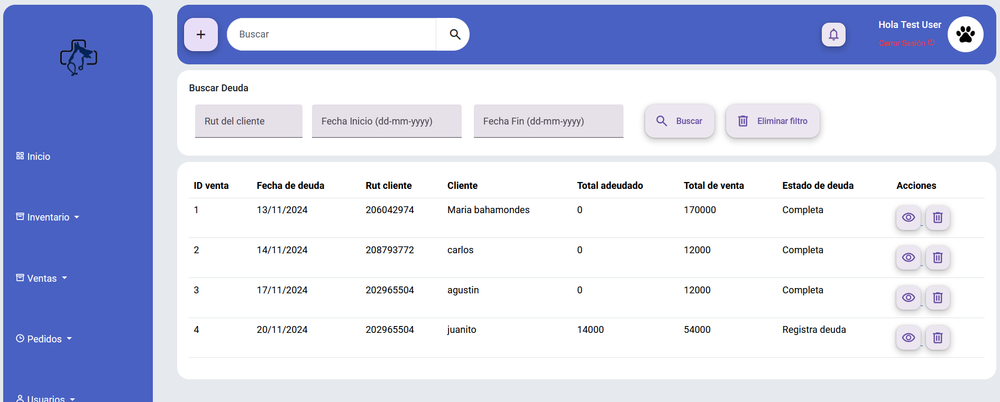 Inicio
Inventario
Ventas
Pedidos
Usuarios
Buscar
Hola Test User
Cerrar Sesión
Buscar Deuda
Rut del cliente Fecha Inicio (dd-mm-yyyy) Fecha Fin (dd-mm-yyyy) Buscar Eliminar filtro
ID venta Fecha de deuda Rut cliente Cliente Total adeudado Total de venta Estado de deuda Acciones
1 13/11/2024 206042974 Maria bahamondes 0 170000 Completa
2 14/11/2024 208793772 carlos 0 12000 Completa
3 17/11/2024 202965504 agustin 0 12000 Completa
4 20/11/2024 202965504 juanito 14000 54000 Registra deuda